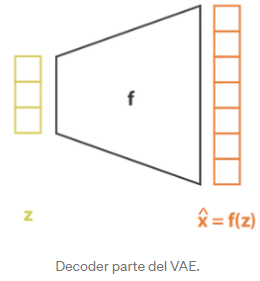 f
z
x̂ = f(z)
Decoder parte del VAE.